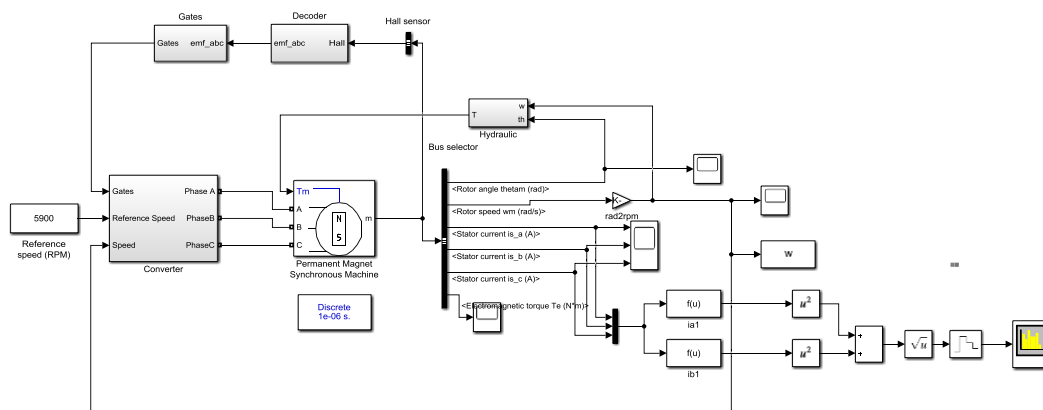 Gates
Decoder
Hall sensor
Gates
emf_abc
emf_abc
Hall
T
w
th
Hydraulic
Bus selector
Gates
Phase A
Reference Speed
PhaseB
Speed
PhaseC
Converter
5900
Reference
speed (RPM)
Tm
A
B
C
m
N
S
Permanent Magnet
Synchronous Machine
Discrete
1e-06 s.
<Rotor angle thetam (rad)>
<Rotor speed wm (rad/s)>
<Stator current is_a (A)>
<Stator current is_b (A)>
<Stator current is_c (A)>
<Electromagnetic torque Te (N*m)>
K-
rad2rpm
w
f(u)
ia1
u²
f(u)
ib1
u²
+
+
√u